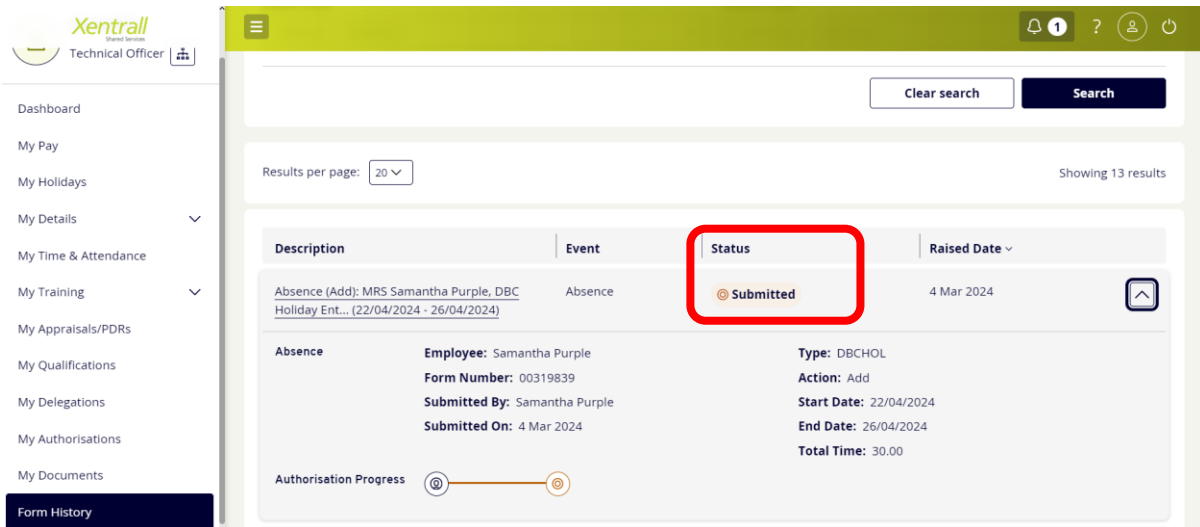 Xentrall
Shared Services
Technical Officer
1
?
Dashboard
My Pay
My Holidays
My Details
My Time & Attendance
My Training
My Appraisals/PDRs
My Qualifications
My Delegations
My Authorisations
My Documents
Form History
Clear search
Search
Results per page: 20
Showing 13 results
Description Event Status Raised Date
Absence (Add): MRS Samantha Purple, DBC Absence Submitted 4 Mar 2024
Holiday Ent... (22/04/2024 - 26/04/2024)
Absence Employee: Samantha Purple Type: DBCHOL
Form Number: 00319839 Action: Add
Submitted By: Samantha Purple Start Date: 22/04/2024
Submitted On: 4 Mar 2024 End Date: 26/04/2024
Total Time: 30.00
Authorisation Progress